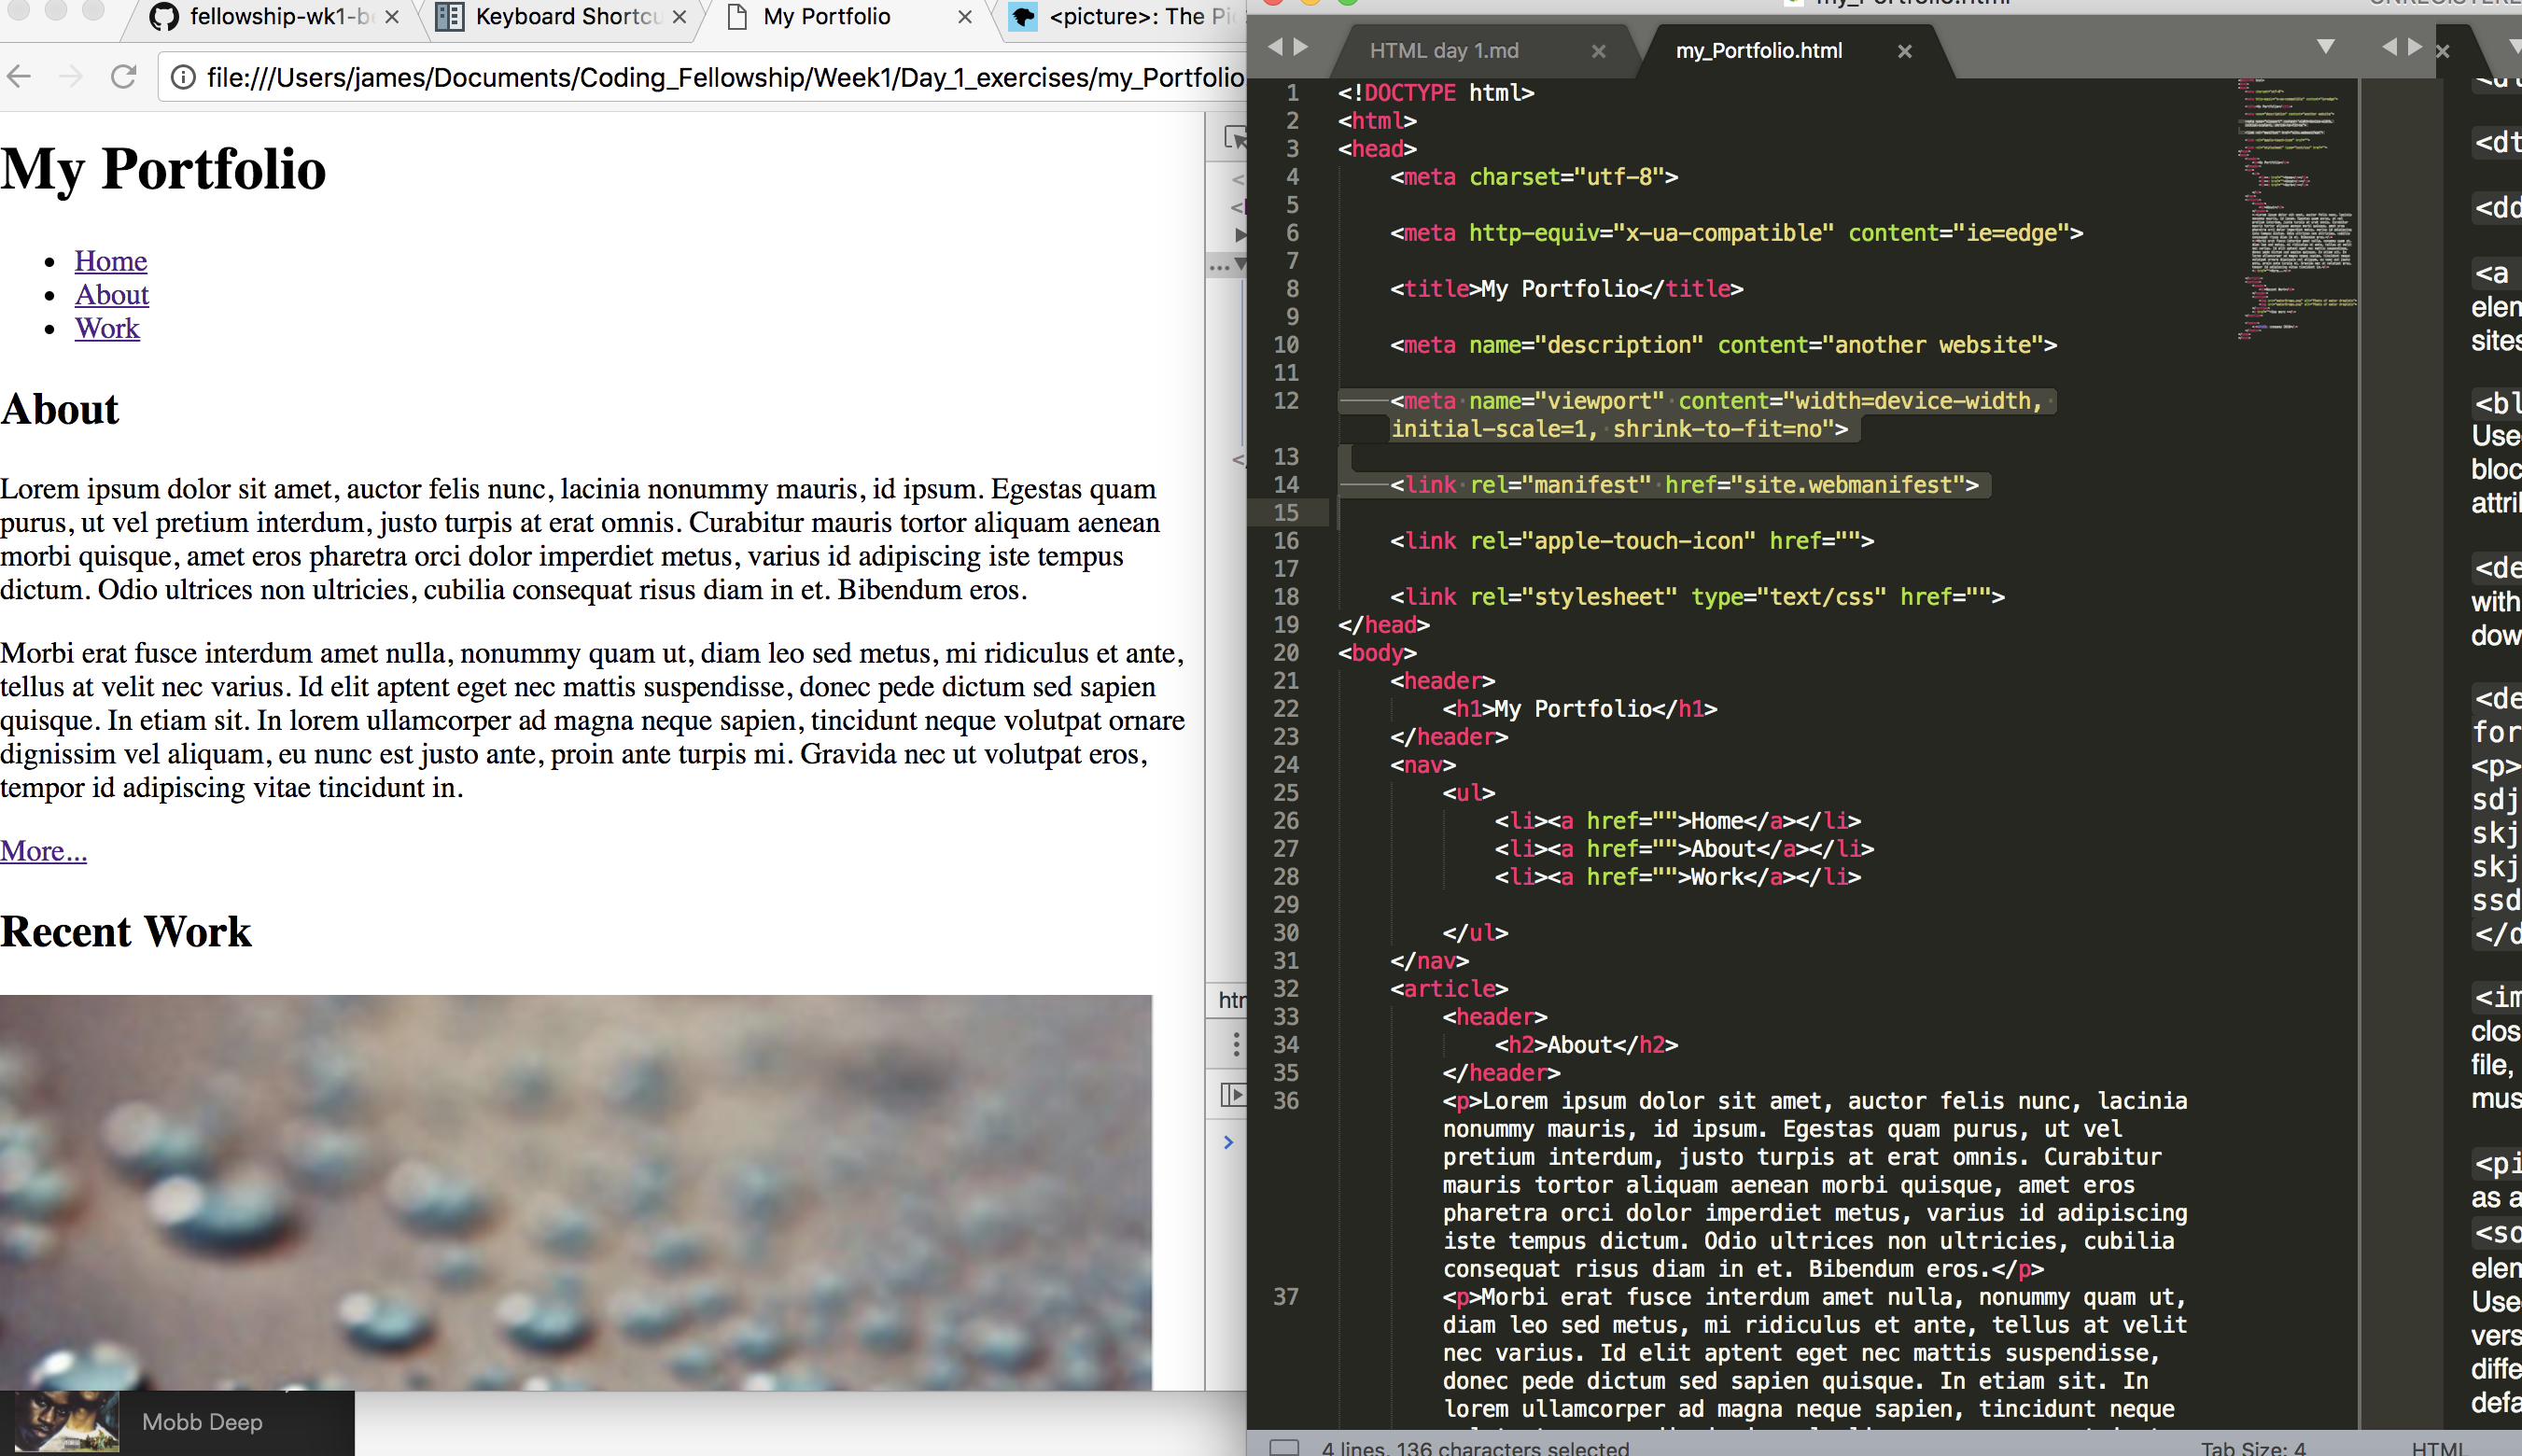 fellowship-wk1-be
Keyboard Shortcu
My Portfolio
<picture>: The Pi
file:///Users/james/Documents/Coding_Fellowship/Week1/Day_1_exercises/my_Portfolio
My Portfolio
Home
About
Work
About
Lorem ipsum dolor sit amet, auctor felis nunc, lacinia nonummy mauris, id ipsum. Egestas quam
purus, ut vel pretium interdum, justo turpis at erat omnis. Curabitur mauris tortor aliquam aenean
morbi quisque, amet eros pharetra orci dolor imperdiet metus, varius id adipiscing iste tempus
dictum. Odio ultrices non ultricies, cubilia consequat risus diam in et. Bibendum eros.
Morbi erat fusce interdum amet nulla, nonummy quam ut, diam leo sed metus, mi ridiculus et ante,
tellus at velit nec varius. Id elit aptent eget nec mattis suspendisse, donec pede dictum sed sapien
quisque. In etiam sit. In lorem ullamcorper ad magna neque sapien, tincidunt neque volutpat ornare
dignissim vel aliquam, eu nunc est justo ante, proin ante turpis mi. Gravida nec ut volutpat eros,
tempor id adipiscing vitae tincidunt in.
More...
Recent Work
Mobb Deep
my_Portfolio.html
HTML day 1.md
my_Portfolio.html
1 <!DOCTYPE html>
2 <html>
3 <head>
4 <meta charset="utf-8">
5
6 <meta http-equiv="x-ua-compatible" content="ie=edge">
7
8 <title>My Portfolio</title>
9
10 <meta name="description" content="another website">
11
12 <meta name="viewport" content="width=device-width,
initial-scale=1, shrink-to-fit=no">
13
14 <link rel="manifest" href="site.webmanifest">
15
16 <link rel="apple-touch-icon" href="">
17
18 <link rel="stylesheet" type="text/css" href="">
19 </head>
20 <body>
21 <header>
22 <h1>My Portfolio</h1>
23 </header>
24 <nav>
25 <ul>
26 <li><a href="">Home</a></li>
27 <li><a href="">About</a></li>
28 <li><a href="">Work</a></li>
29
30 </ul>
31 </nav>
32 <article>
33 <header>
34 <h2>About</h2>
35 </header>
36 <p>Lorem ipsum dolor sit amet, auctor felis nunc, lacinia
nonummy mauris, id ipsum. Egestas quam purus, ut vel
pretium interdum, justo turpis at erat omnis. Curabitur
mauris tortor aliquam aenean morbi quisque, amet eros
pharetra orci dolor imperdiet metus, varius id adipiscing
iste tempus dictum. Odio ultrices non ultricies, cubilia
consequat risus diam in et. Bibendum eros.</p>
37 <p>Morbi erat fusce interdum amet nulla, nonummy quam ut,
diam leo sed metus, mi ridiculus et ante, tellus at velit
nec varius. Id elit aptent eget nec mattis suspendisse,
donec pede dictum sed sapien quisque. In etiam sit. In
lorem ullamcorper ad magna neque sapien, tincidunt neque
4 lines, 136 characters selected
Tab Size: 4
HTML
<dt
<dd
<a
elem
sites
<bl
Use
bloc
attri
<de
with
dow
<de
for
<p>
sdj
skj
skj
ssd
</d
<im
clos
file,
mus
<pi
as a
<so
elem
Use
vers
diffe
defa